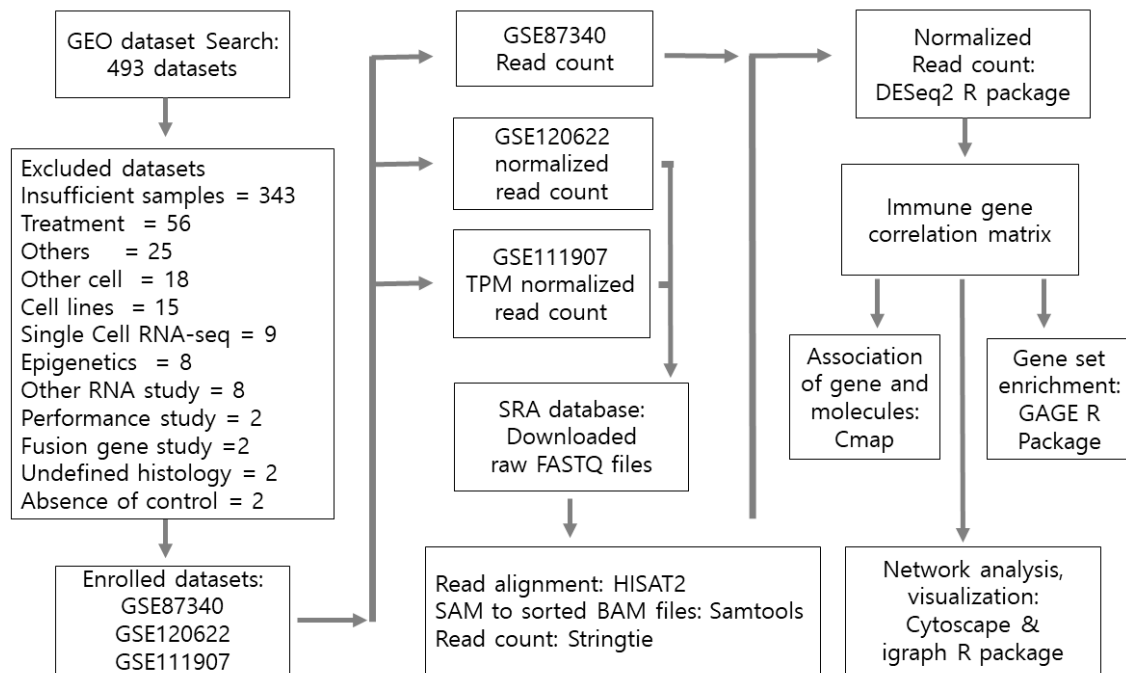 GEO dataset Search:
493 datasets
Excluded datasets
Insufficient samples = 343
Treatment = 56
Others = 25
Other cell = 18
Cell lines = 15
Single Cell RNA-seq = 9
Epigenetics = 8
Other RNA study = 8
Performance study = 2
Fusion gene study =2
Undefined histology = 2
Absence of control = 2
Enrolled datasets:
GSE87340
GSE120622
GSE111907
GSE87340
Read count
GSE120622
normalized
read count
GSE111907
TPM normalized
read count
SRA database:
Downloaded
raw FASTQ files
Read alignment: HISAT2
SAM to sorted BAM files: Samtools
Read count: Stringtie
Normalized
Read count:
DESeq2 R package
Immune gene
correlation matrix
Association
of gene and
molecules:
Cmap
Gene set
enrichment:
GAGE R
Package
Network analysis,
visualization:
Cytoscape &
igraph R package